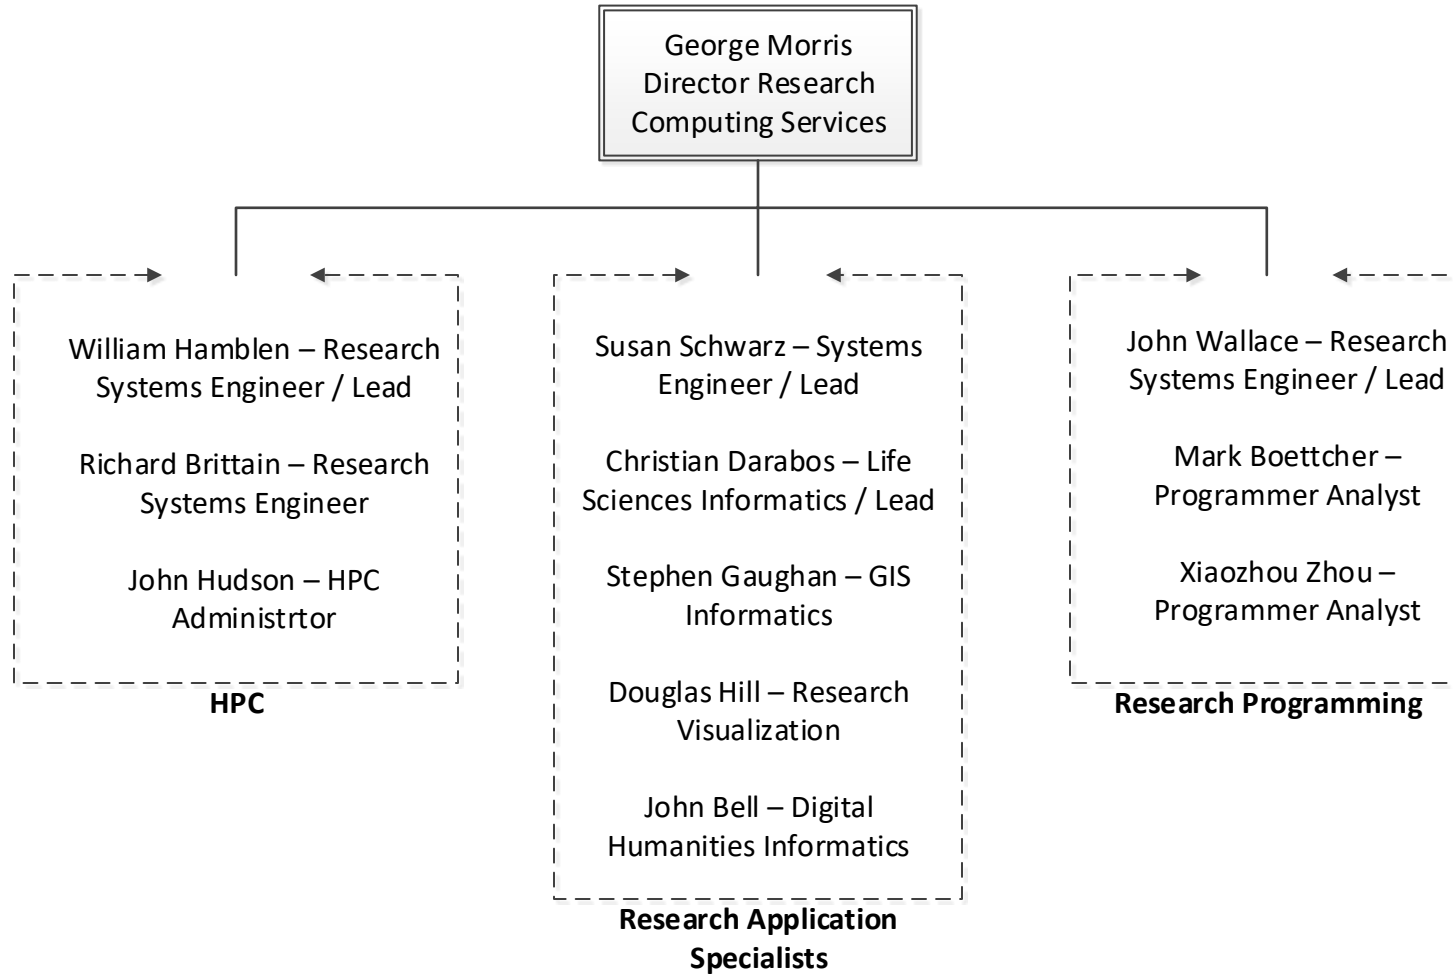 George Morris
Director Research
Computing Services
William Hamblen – Research
Systems Engineer / Lead
Richard Brittain – Research
Systems Engineer
John Hudson – HPC
Administrtor
HPC
Susan Schwarz – Systems
Engineer / Lead
Christian Darabos – Life
Sciences Informatics / Lead
Stephen Gaughan – GIS
Informatics
Douglas Hill – Research
Visualization
John Bell – Digital
Humanities Informatics
Research Application
Specialists
John Wallace – Research
Systems Engineer / Lead
Mark Boettcher –
Programmer Analyst
Xiaozhou Zhou –
Programmer Analyst
Research Programming